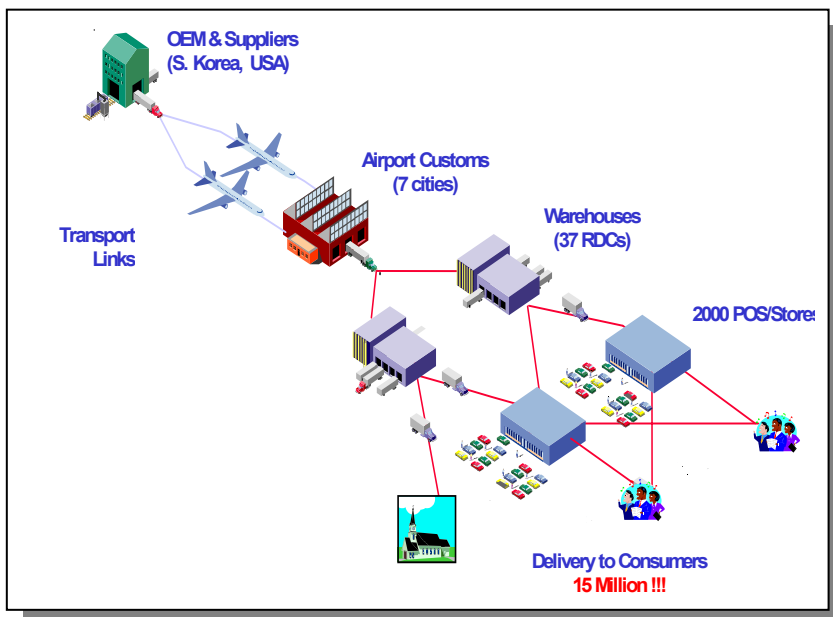 OEM & Suppliers
(S. Korea, USA)
Airport Customs
(7 cities)
Transport
Links
Warehouses
(37 RDCs)
2000 POS/Stores
Delivery to Consumers
15 Million !!!